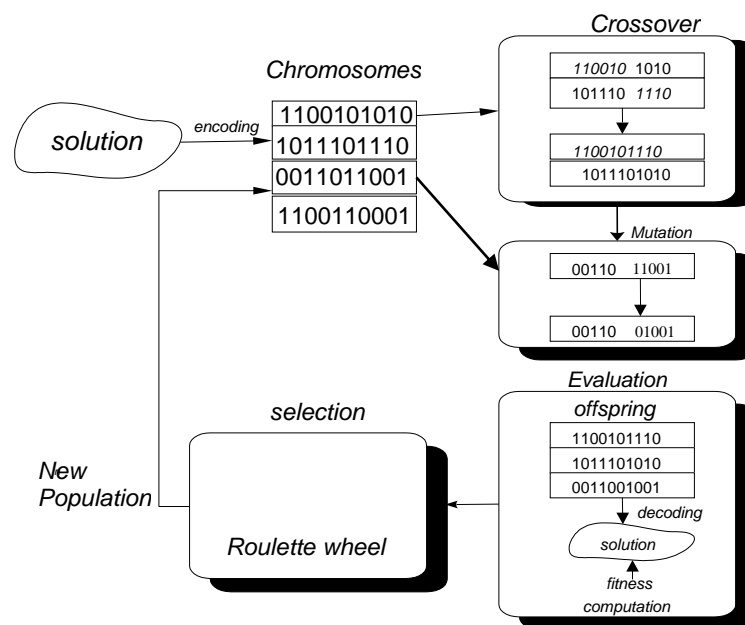 Crossover
Chromosomes
solution
encoding
1100101010
1011101110
0011011001
1100110001
110010 1010
101110 1110
1100101110
1011101010
Mutation
00110 11001
00110 01001
Evaluation
offspring
1100101110
1011101010
0011001001
decoding
solution
fitness
computation
selection
Roulette wheel
New
Population